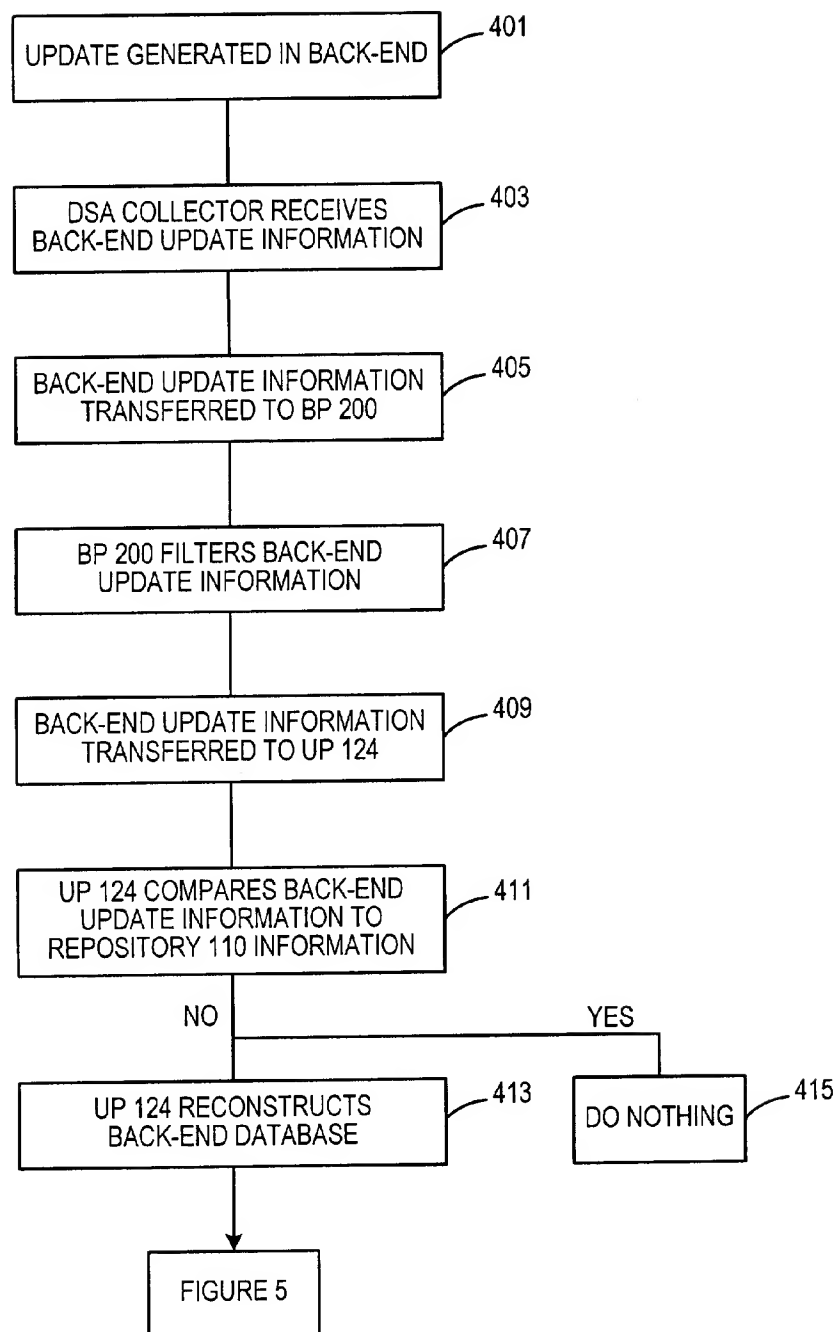 UPDATE GENERATED IN BACK-END
401
DSA COLLECTOR RECEIVES
BACK-END UPDATE INFORMATION
403
BACK-END UPDATE INFORMATION
TRANSFERRED TO BP 200
405
BP 200 FILTERS BACK-END
UPDATE INFORMATION
407
BACK-END UPDATE INFORMATION
TRANSFERRED TO UP 124
409
UP 124 COMPARES BACK-END
UPDATE INFORMATION TO
REPOSITORY 110 INFORMATION
411
NO
YES
UP 124 RECONSTRUCTS
BACK-END DATABASE
413
DO NOTHING
415
FIGURE 5